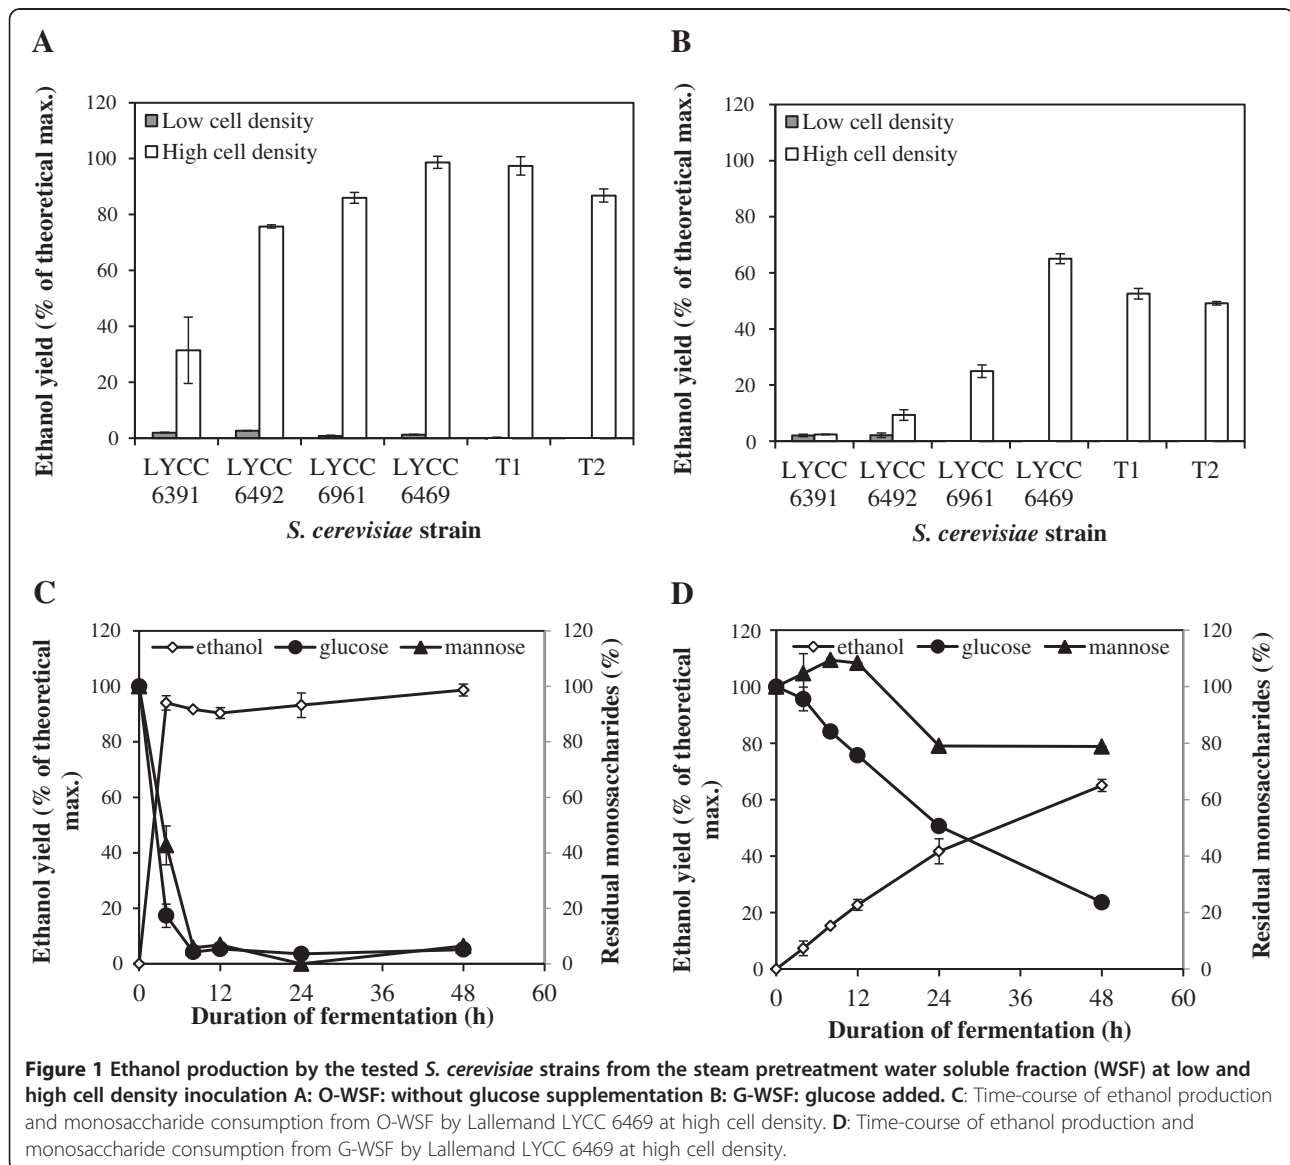 A
Ethanol yield (% of theoretical max.)
120
100
80
60
40
20
0
Low cell density
High cell density
LYCC LYCC LYCC LYCC T1 T2
6391 6492 6961 6469
S. cerevisiae strain
B
Ethanol yield (% of theoretical max.)
120
100
80
60
40
20
0
Low cell density
High cell density
LYCC LYCC LYCC LYCC T1 T2
6391 6492 6961 6469
S. cerevisiae strain
C
Ethanol yield (% of theoretical
max.)
120
100
80
60
40
20
0
ethanol glucose mannose
120
100
80
60
40
20
0
Residual monosaccharides (%)
0 12 24 36 48 60
Duration of fermentation (h)
D
Ethanol yield (% of theoretical
max.)
120
100
80
60
40
20
0
ethanol glucose mannose
120
100
80
60
40
20
0
Residual monosaccharides (%)
0 12 24 36 48 60
Duration of fermentation (h)
Figure 1 Ethanol production by the tested S. cerevisiae strains from the steam pretreatment water soluble fraction (WSF) at low and
high cell density inoculation A: O-WSF: without glucose supplementation B: G-WSF: glucose added. C: Time-course of ethanol production
and monosaccharide consumption from O-WSF by Lallemand LYCC 6469 at high cell density. D: Time-course of ethanol production and
monosaccharide consumption from G-WSF by Lallemand LYCC 6469 at high cell density.